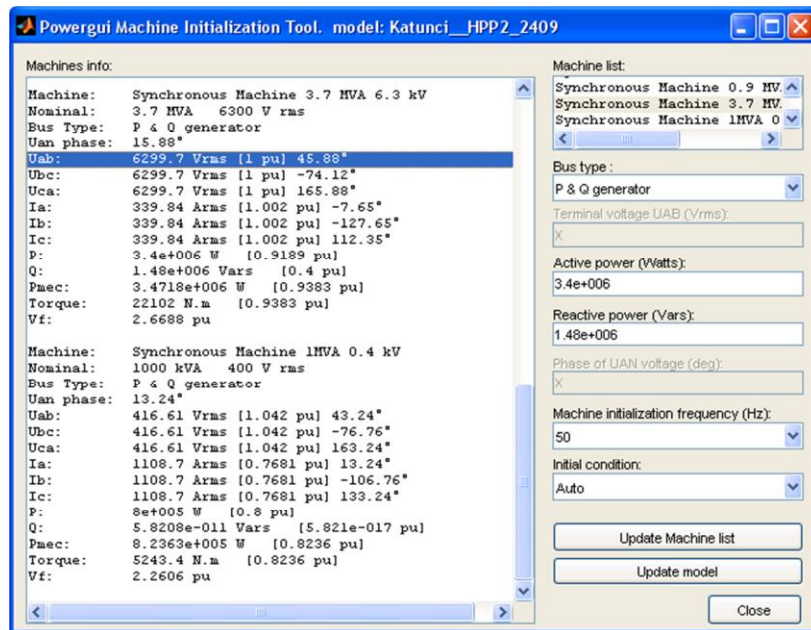 Powergui Machine Initialization Tool. model: Katunci__HPP2_2409
Machines info:
Machine: Synchronous Machine 3.7 MVA 6.3 kV
Nominal: 3.7 MVA 6300 V rms
Bus Type: P & Q generator
Uan phase: 15.88°
Uab: 6299.7 Vrms [1 pu] 45.88°
Ubc: 6299.7 Vrms [1 pu] -74.12°
Uca: 6299.7 Vrms [1 pu] 165.88°
Ia: 339.84 Arms [1.002 pu] -7.65°
Ib: 339.84 Arms [1.002 pu] -127.65°
Ic: 339.84 Arms [1.002 pu] 112.35°
P: 3.4e+006 W [0.9189 pu]
Q: 1.48e+006 Vars [0.4 pu]
Pmec: 3.4718e+006 W [0.9383 pu]
Torque: 22102 N.m [0.9383 pu]
Vf: 2.6688 pu
Machine: Synchronous Machine 1MVA 0.4 kV
Nominal: 1000 kVA 400 V rms
Bus Type: P & Q generator
Uan phase: 13.24°
Uab: 416.61 Vrms [1.042 pu] 43.24°
Ubc: 416.61 Vrms [1.042 pu] -76.76°
Uca: 416.61 Vrms [1.042 pu] 163.24°
Ia: 1108.7 Arms [0.7681 pu] 13.24°
Ib: 1108.7 Arms [0.7681 pu] -106.76°
Ic: 1108.7 Arms [0.7681 pu] 133.24°
P: 8e+005 W [0.8 pu]
Q: 5.8208e-011 Vars [5.821e-017 pu]
Pmec: 8.2363e+005 W [0.8236 pu]
Torque: 5243.4 N.m [0.8236 pu]
Vf: 2.2606 pu
Machine list:
Synchronous Machine 0.9 MV.
Synchronous Machine 3.7 MV.
Synchronous Machine 1MVA 0
Bus type :
P & Q generator
Terminal voltage UAB (Vrms):
X
Active power (Watts):
3.4e+006
Reactive power (Vars):
1.48e+006
Phase of UAN voltage (deg):
X
Machine initialization frequency (Hz):
50
Initial condition:
Auto
Update Machine list
Update model
Close